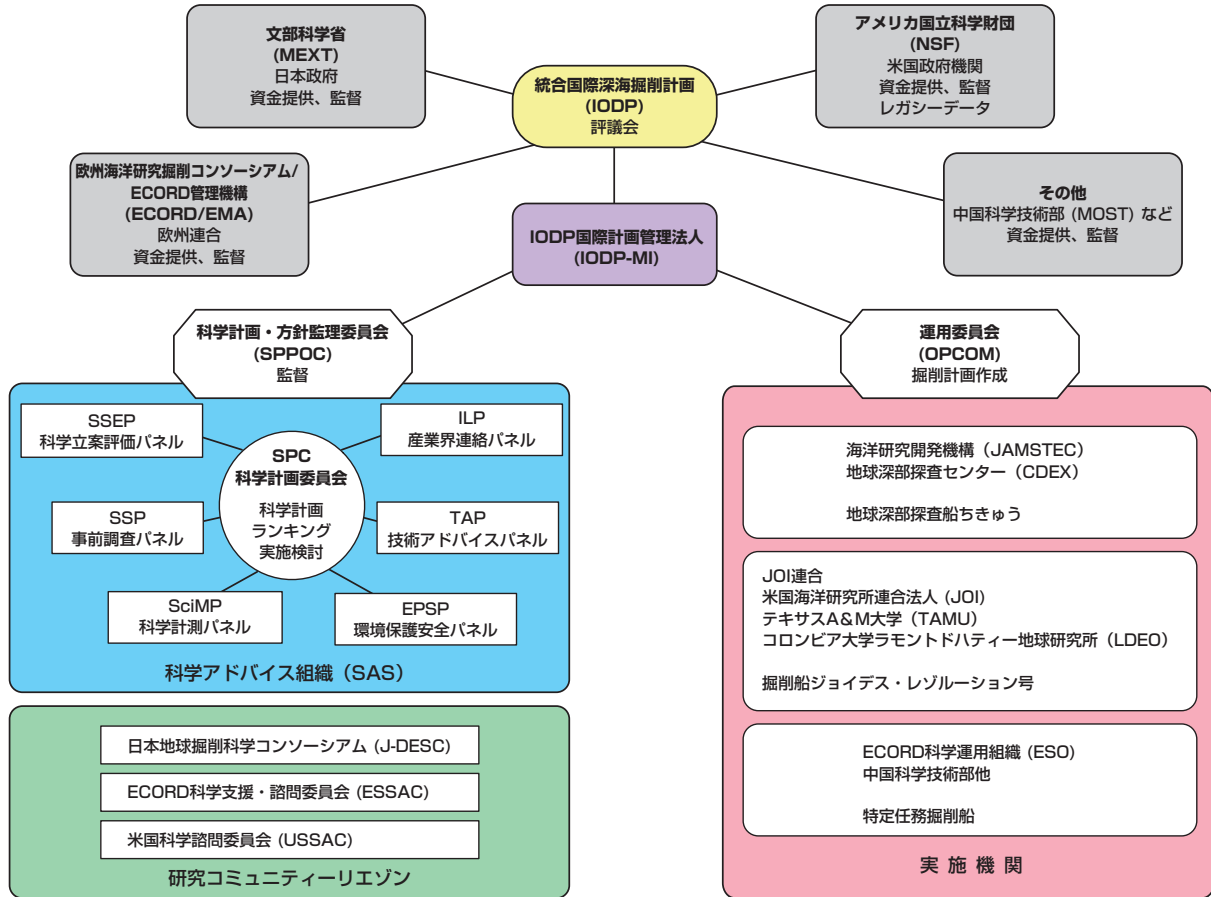 文部科学省
(MEXT)
日本政府
資金提供、監督
アメリカ国立科学財団
(NSF)
米国政府機関
資金提供、監督
レガシーデータ
統合国際深海掘削計画
(IODP)
評議会
欧州海洋研究掘削コンソーシアム/
ECORD管理機構
(ECORD/EMA)
欧州連合
資金提供、監督
その他
中国科学技術部 (MOST) など
資金提供、監督
IODP国際計画管理法人
(IODP-MI)
科学計画・方針監理委員会
(SPPOC)
監督
運用委員会
(OPCOM)
掘削計画作成
SSEP
科学立案評価パネル
ILP
産業界連絡パネル
SPC
科学計画委員会
科学計画
ランキング
実施検討
SSP
事前調査パネル
TAP
技術アドバイスパネル
SciMP
科学計測パネル
EPSP
環境保護安全パネル
科学アドバイス組織（SAS）
日本地球掘削科学コンソーシアム (J-DESC)
ECORD科学支援・諮問委員会 (ESSAC)
米国科学諮問委員会 (USSAC)
研究コミュニティーリエゾン
海洋研究開発機構（JAMSTEC）
地球深部探査センター（CDEX）
地球深部探査船ちきゅう
JOI連合
米国海洋研究所連合法人 (JOI)
テキサスA&M大学（TAMU）
コロンビア大学ラモントドハティー地球研究所（LDEO）
掘削船ジョイデス・レゾルーション号
ECORD科学運用組織 (ESO)
中国科学技術部他
特定任務掘削船
実 施 機 関